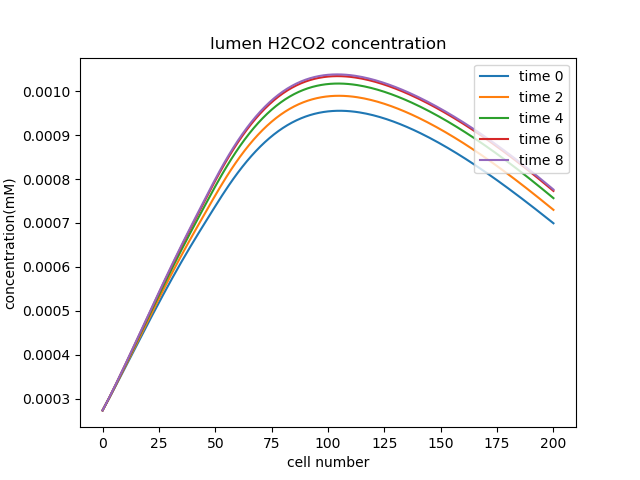 lumen H2CO2 concentration
concentration(mM)
0.0010
0.0009
0.0008
0.0007
0.0006
0.0005
0.0004
0.0003
time 0
time 2
time 4
time 6
time 8
0 25 50 75 100 125 150 175 200
cell number